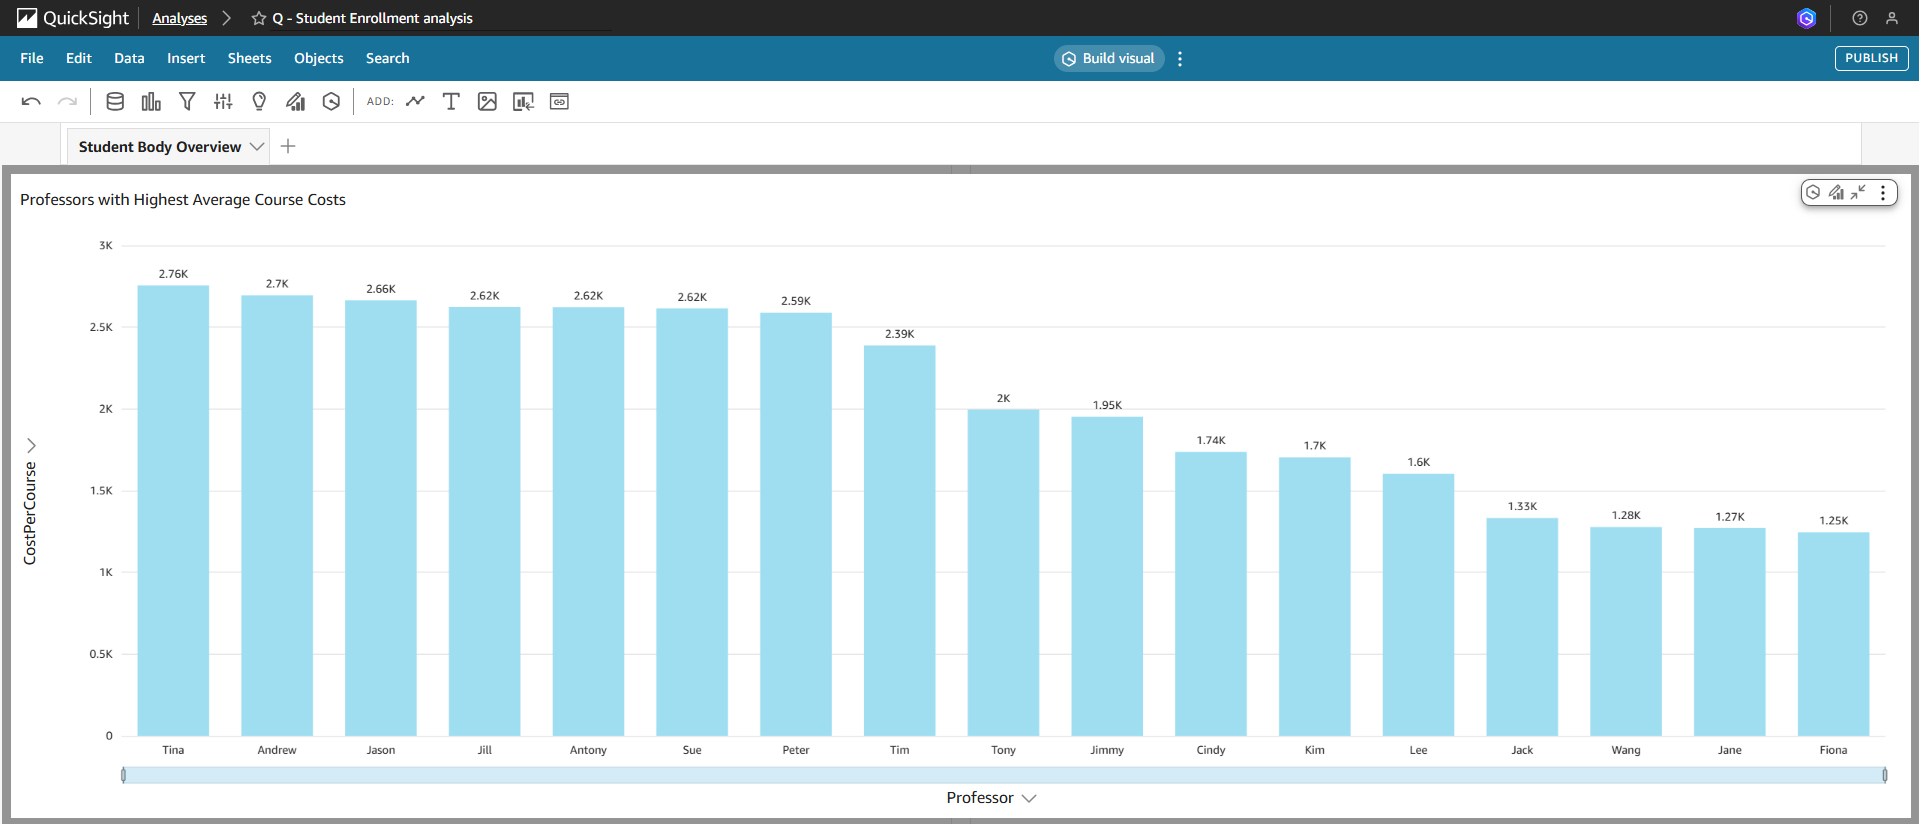 QuickSight Analyses Q - Student Enrollment analysis
File Edit Data Insert Sheets Objects Search Build visual PUBLISH
ADD:
Student Body Overview
Professors with Highest Average Course Costs
3K
2.5K
2K
1.5K
1K
0.5K
0
CostPerCourse
2.76K 2.7K 2.66K 2.62K 2.62K 2.62K 2.59K 2.39K 2K 1.95K 1.74K 1.7K 1.6K 1.33K 1.28K 1.27K 1.25K
Tina Andrew Jason Jill Antony Sue Peter Tim Tony Jimmy Cindy Kim Lee Jack Wang Jane Fiona
Professor